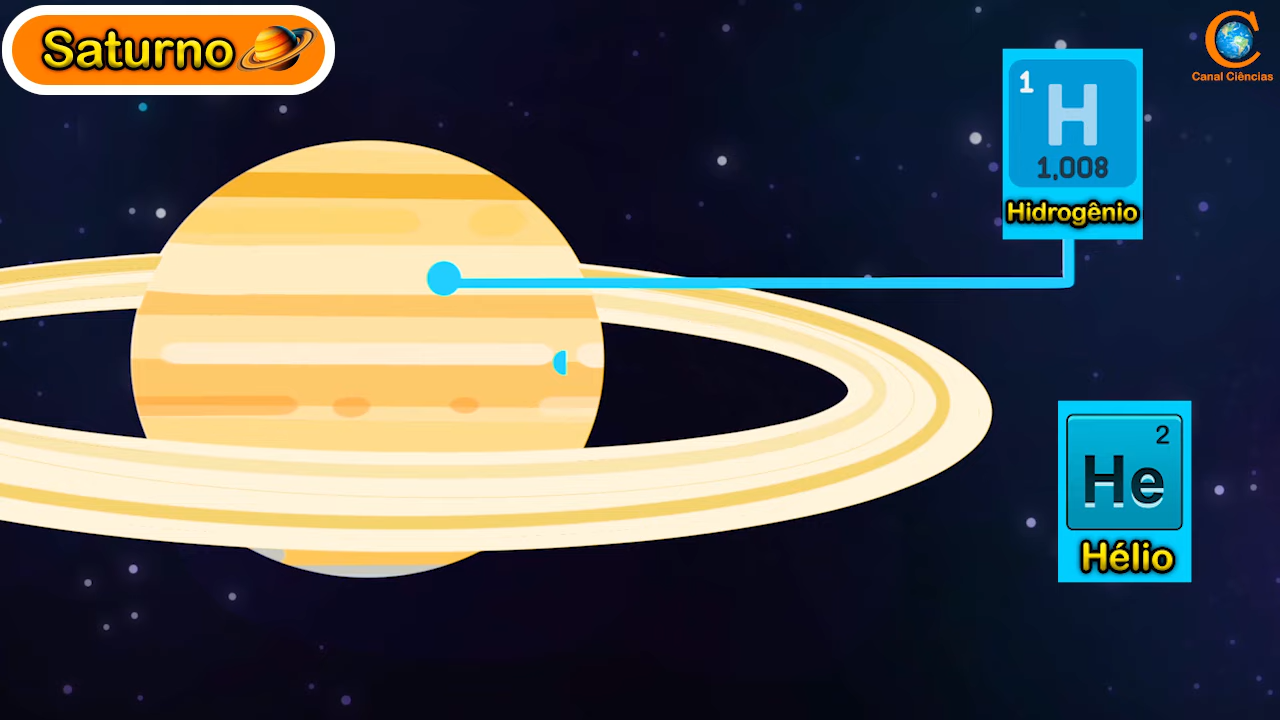 Saturno
Canal Ciências
1
H
1,008
Hidrogênio
2
He
Hélio